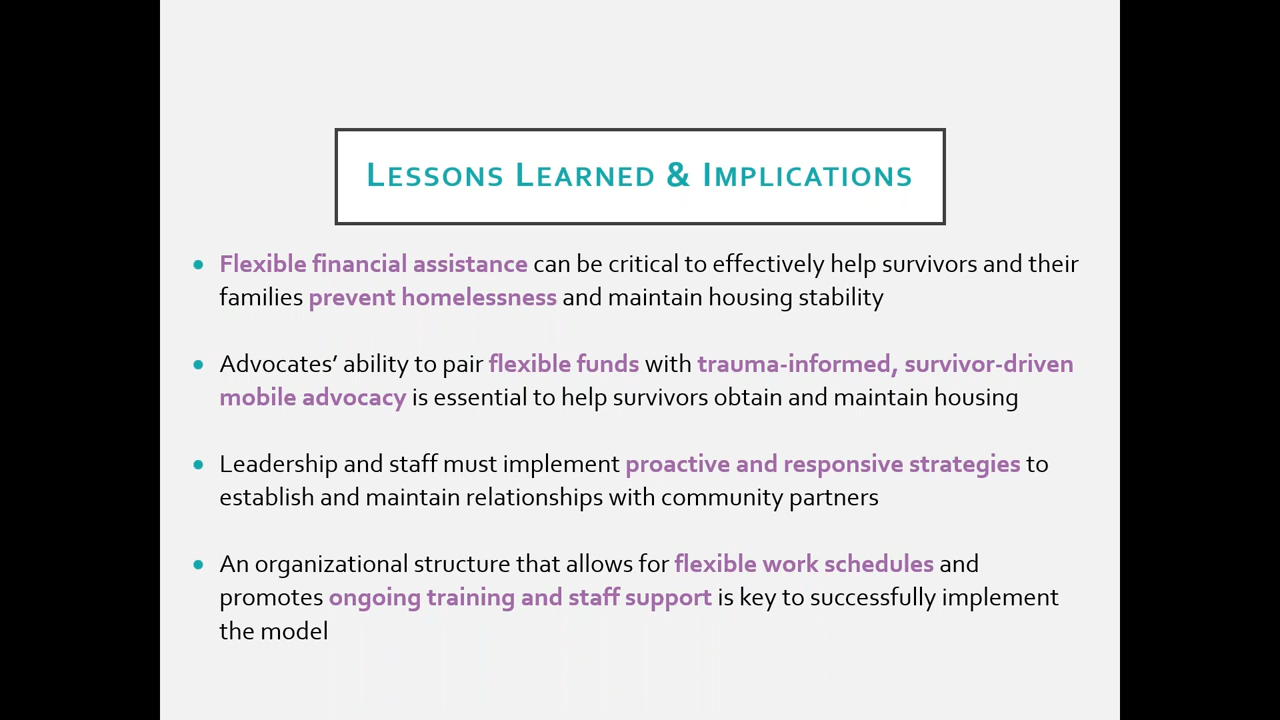 Lessons Learned & Implications
• Flexible financial assistance can be critical to effectively help survivors and their
families prevent homelessness and maintain housing stability
• Advocates’ ability to pair flexible funds with trauma-informed, survivor-driven
mobile advocacy is essential to help survivors obtain and maintain housing
• Leadership and staff must implement proactive and responsive strategies to
establish and maintain relationships with community partners
• An organizational structure that allows for flexible work schedules and
promotes ongoing training and staff support is key to successfully implement
the model